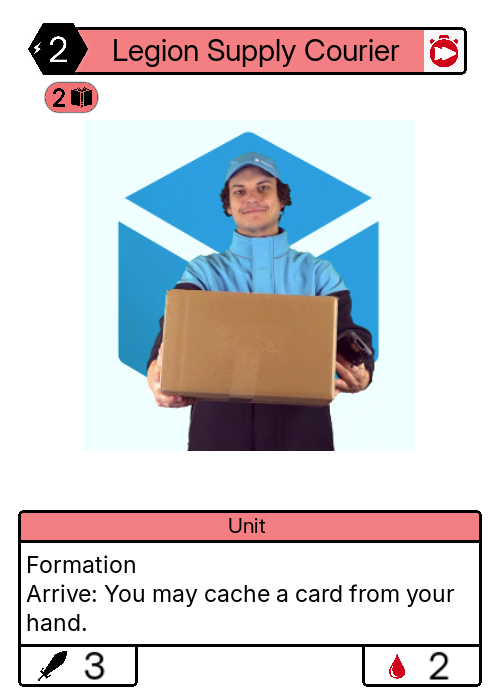 2
Legion Supply Courier
2
Unit
Formation
Arrive: You may cache a card from your
hand.
3
2